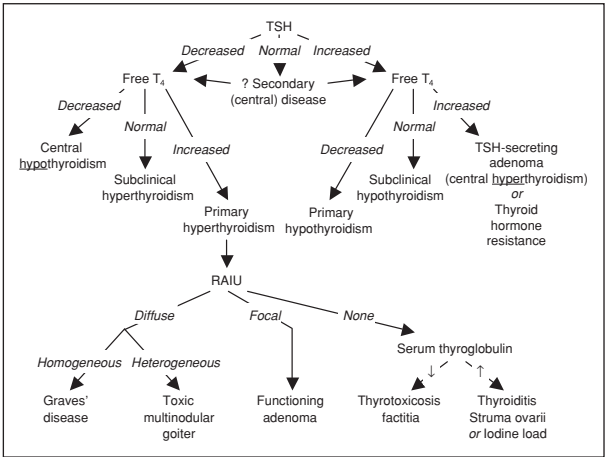 TSH
Decreased Normal Increased
Free T4
? Secondary
(central) disease
Free T4
Decreased
Normal
Increased
Decreased
Normal
Increased
Central
hypothyroidism
Subclinical
hyperthyroidism
Primary
hyperthyroidism
Primary
hypothyroidism
Subclinical
hypothyroidism
TSH-secreting
adenoma
(central hyperthyroidism)
or
Thyroid
hormone
resistance
RAIU
Diffuse
Focal
None
Homogeneous
Heterogeneous
Serum thyroglobulin
↓ ↑
Graves'
disease
Toxic
multinodular
goiter
Functioning
adenoma
Thyrotoxicosis
factitia
Thyroiditis
Struma ovarii
or Iodine load